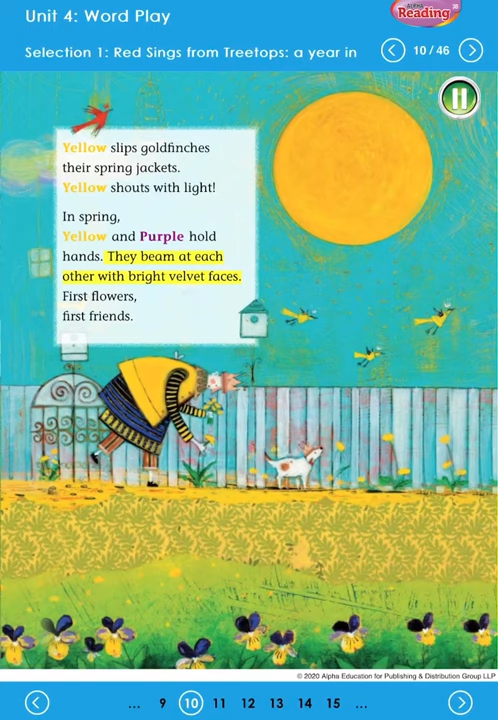 Unit 4: Word Play
ALPHA
Reading
Selection 1: Red Sings from Treetops: a year in
10 / 46
Yellow slips goldfinches
their spring jackets.
Yellow shouts with light!
In spring,
Yellow and Purple hold
hands. They beam at each
other with bright velvet faces.
First flowers,
first friends.
© 2020 Alpha Education for Publishing & Distribution Group LLP
... 9 10 11 12 13 14 15 ...